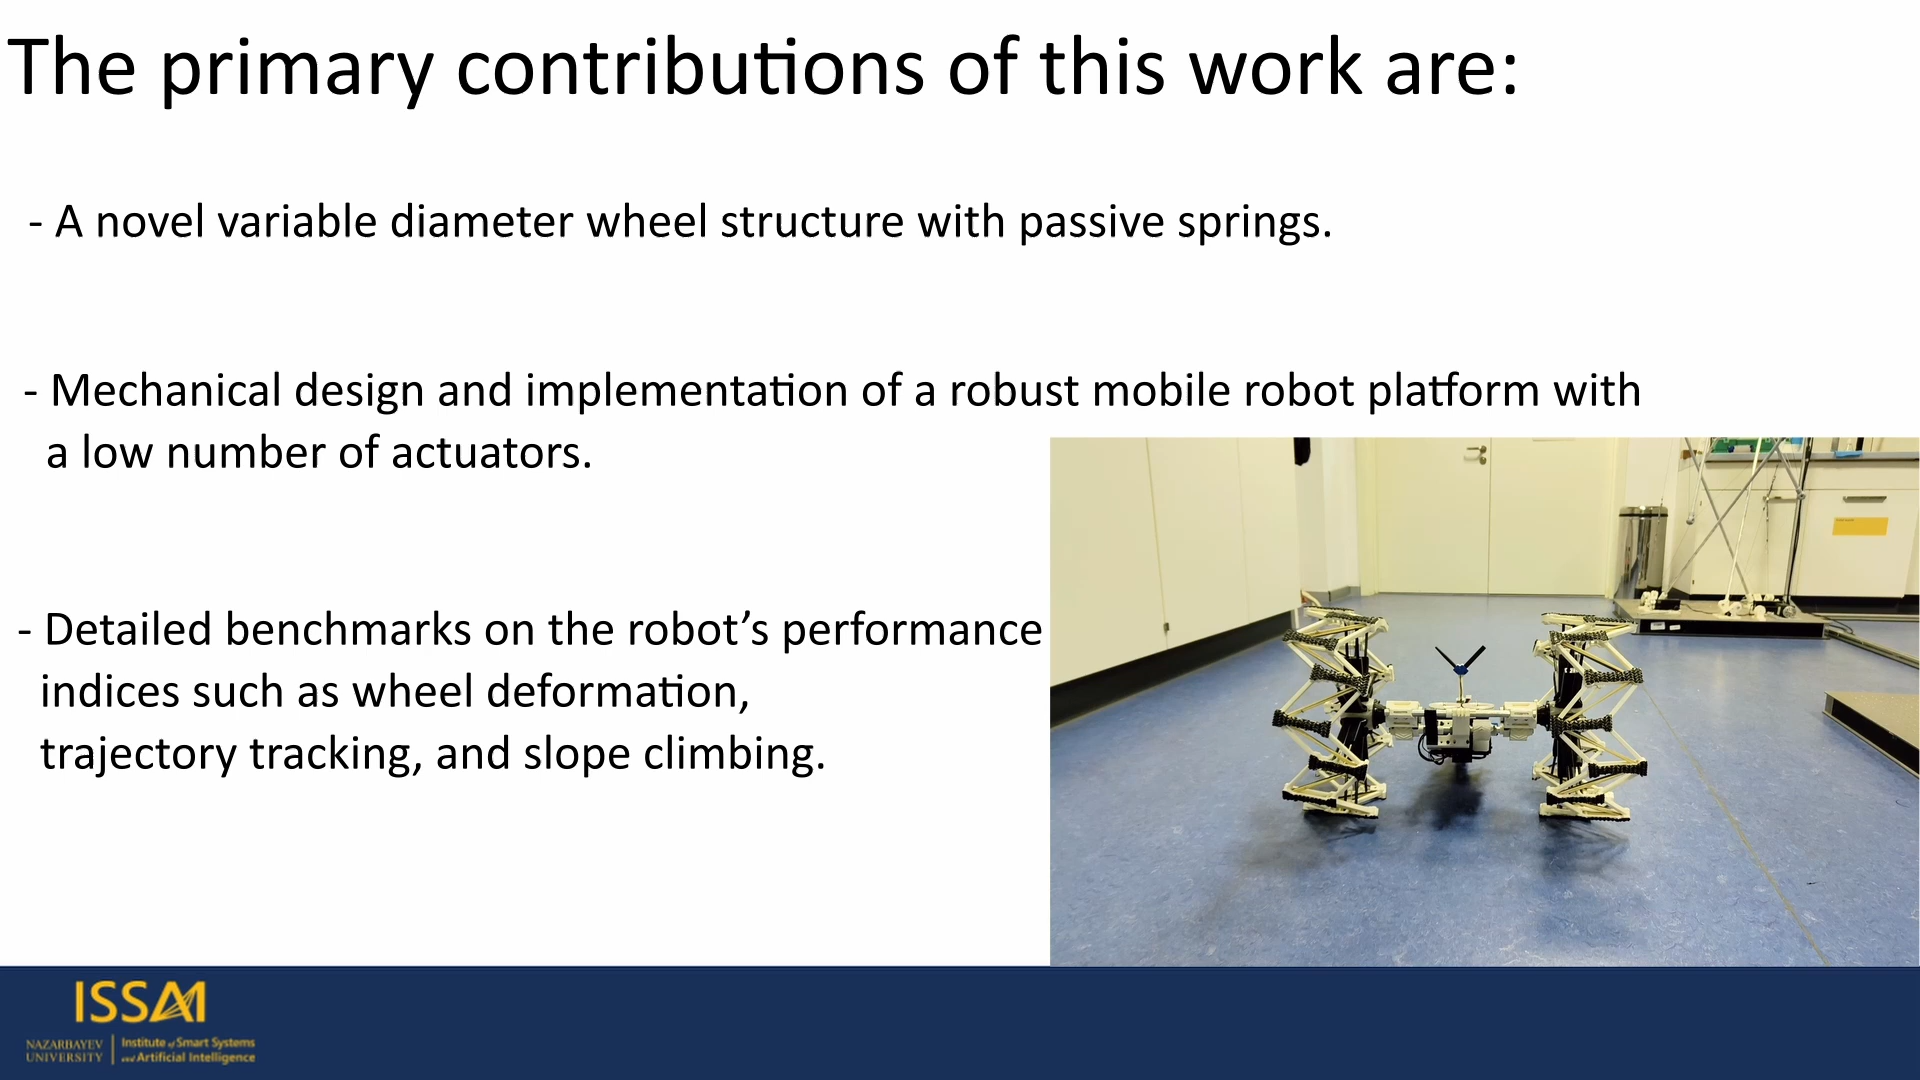 The primary contributions of this work are:
- A novel variable diameter wheel structure with passive springs.
- Mechanical design and implementation of a robust mobile robot platform with
a low number of actuators.
- Detailed benchmarks on the robot’s performance
indices such as wheel deformation,
trajectory tracking, and slope climbing.
ISSAI
NAZARBAYEV
UNIVERSITY
Institute of Smart Systems
and Artificial Intelligence